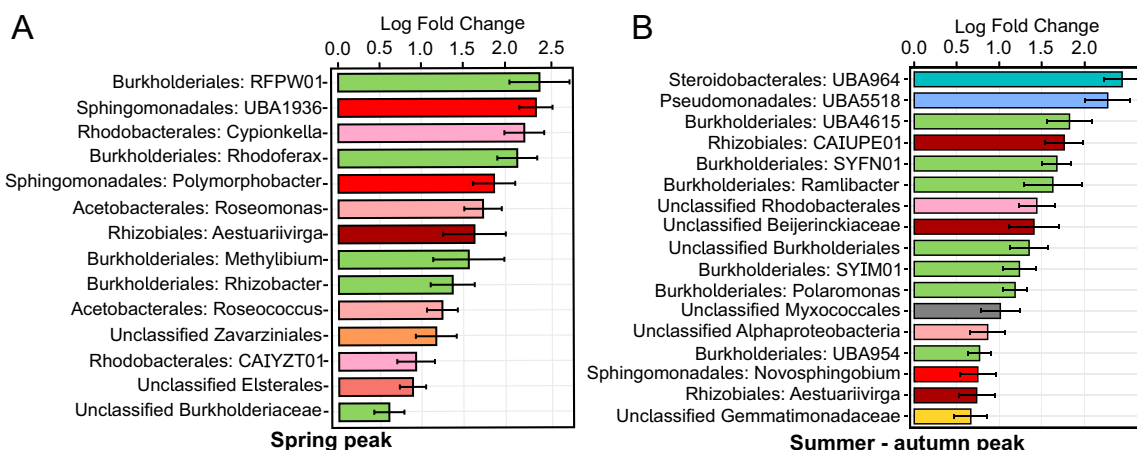 A
Log Fold Change
0.0 0.5 1.0 1.5 2.0 2.5
Burkholderiales: RFPW01
Sphingomonadales: UBA1936
Rhodobacterales: Cypionkella
Burkholderiales: Rhodoferax
Sphingomonadales: Polymorphobacter
Acetobacterales: Roseomonas
Rhizobiales: Aestuariivirga
Burkholderiales: Methylibium
Burkholderiales: Rhizobacter
Acetobacterales: Roseococcus
Unclassified Zavarziniales
Rhodobacterales: CAIYZT01
Unclassified Elsterales
Unclassified Burkholderiaceae
Spring peak
B
Log Fold Change
0.0 0.5 1.0 1.5 2.0
Steroidobacterales: UBA964
Pseudomonadales: UBA5518
Burkholderiales: UBA4615
Rhizobiales: CAIUPE01
Burkholderiales: SYFN01
Burkholderiales: Ramlibacter
Unclassified Rhodobacterales
Unclassified Beijerinckiaceae
Unclassified Burkholderiales
Burkholderiales: SYIM01
Burkholderiales: Polaromonas
Unclassified Myxococcales
Unclassified Alphaproteobacteria
Burkholderiales: UBA954
Sphingomonadales: Novosphingobium
Rhizobiales: Aestuariivirga
Unclassified Gemmatimonadaceae
Summer - autumn peak